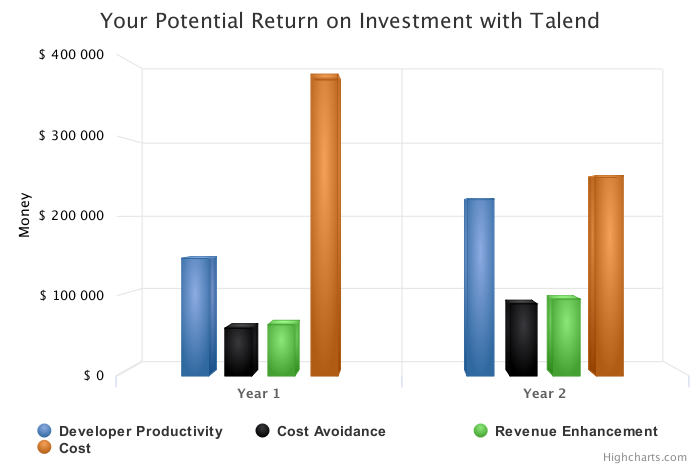 Your Potential Return on Investment with Talend
$ 400 000
$ 300 000
$ 200 000
$ 100 000
$ 0
Money
Year 1
Year 2
Developer Productivity
Cost Avoidance
Revenue Enhancement
Cost
Highcharts.com